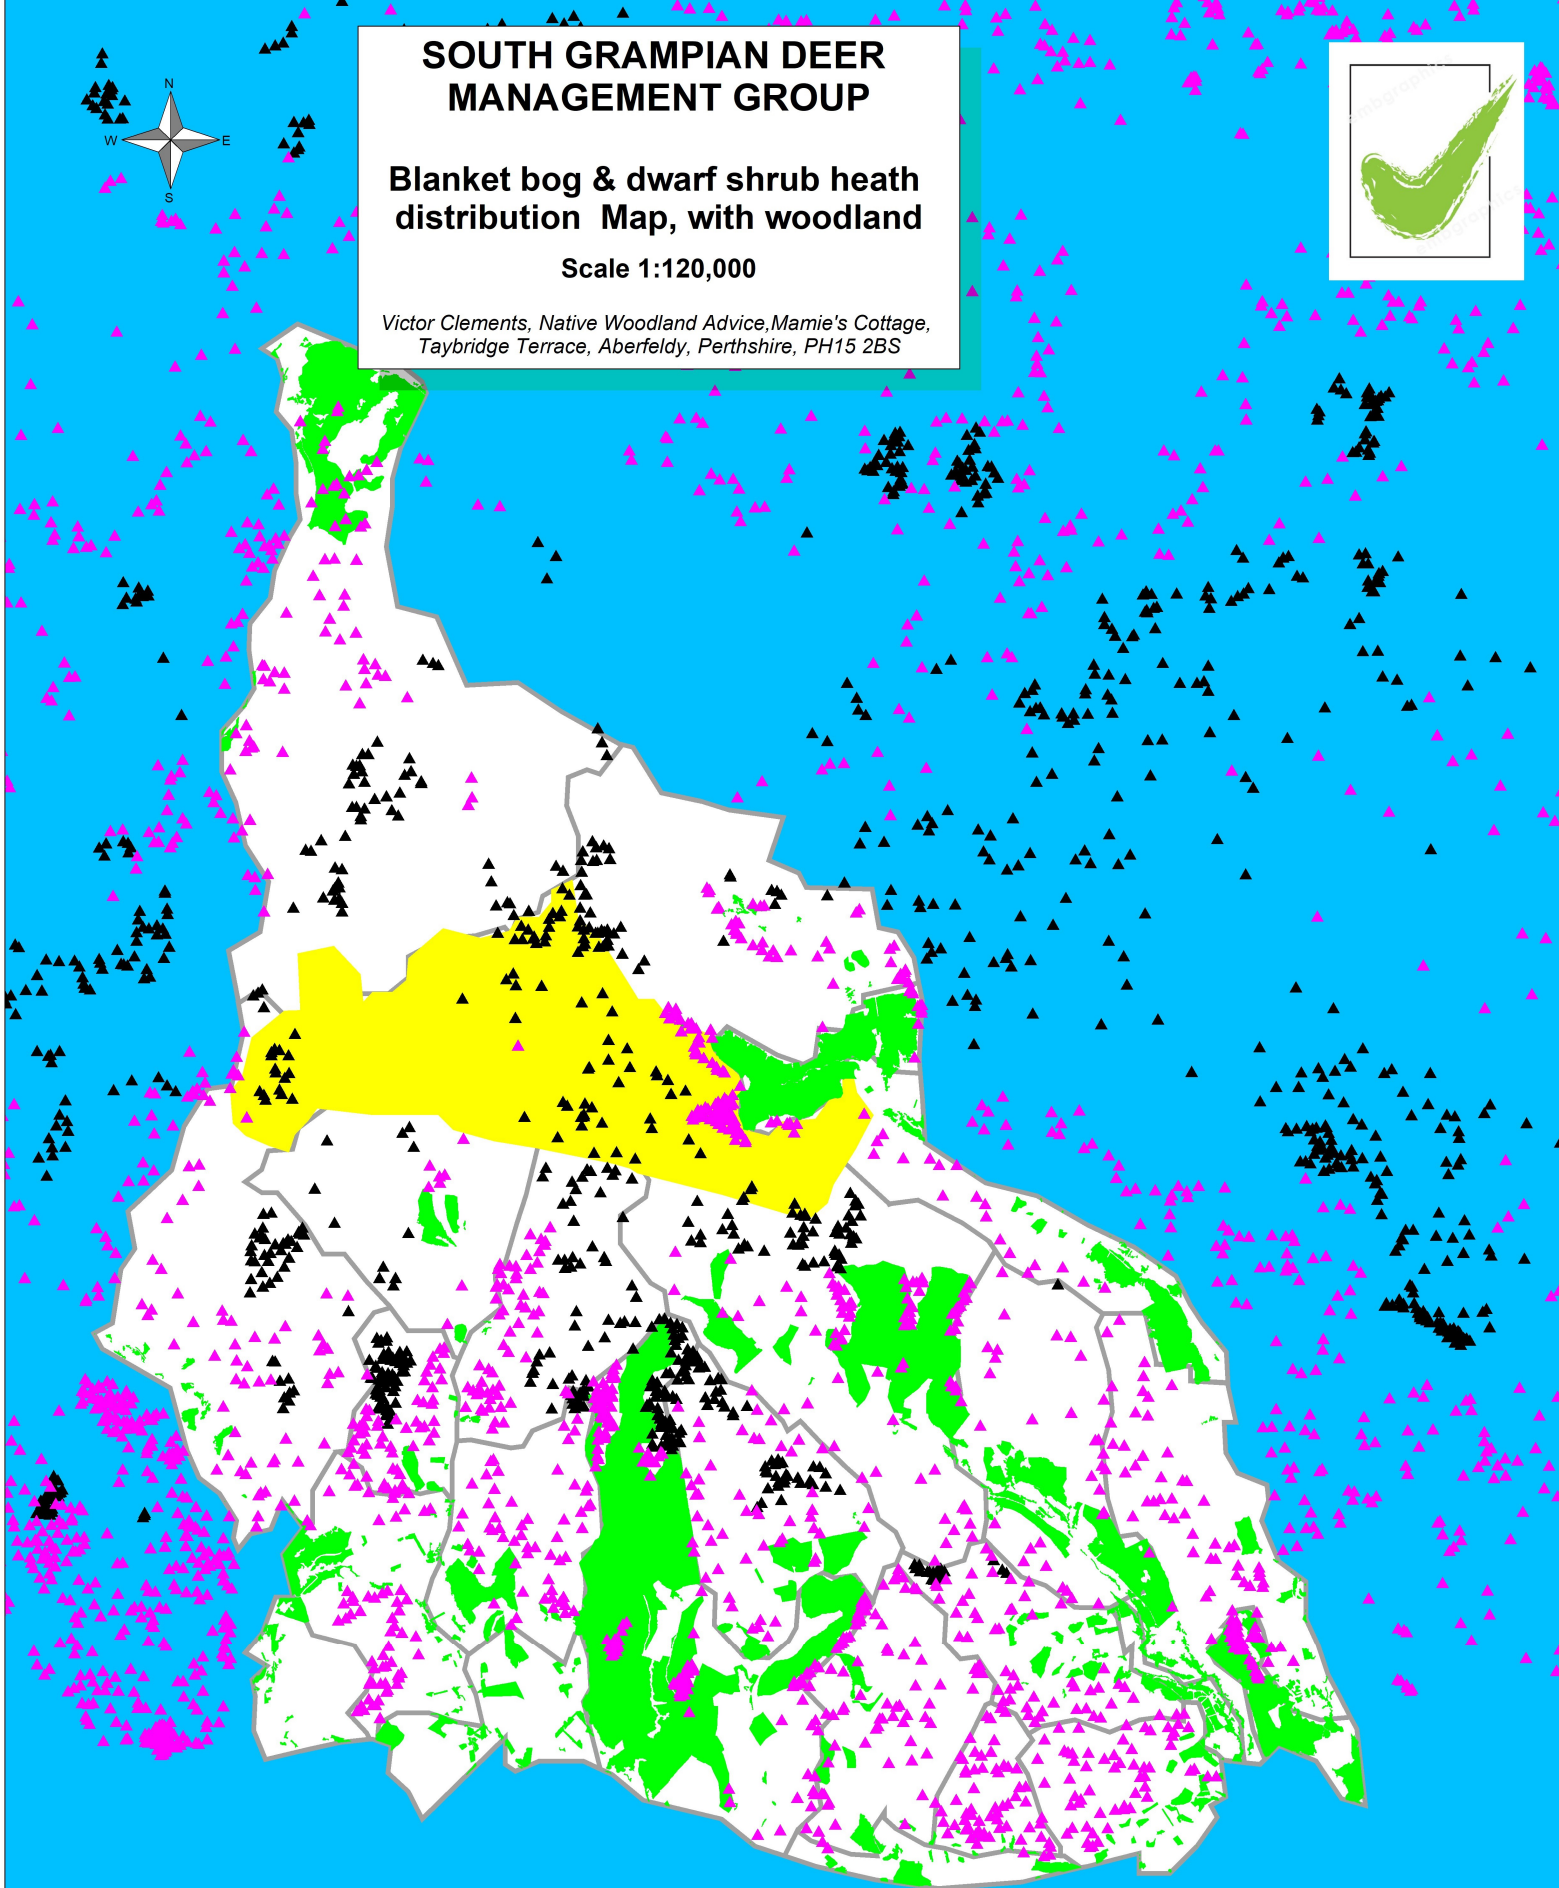 SOUTH GRAMPIAN DEER
MANAGEMENT GROUP
Blanket bog & dwarf shrub heath
distribution Map, with woodland
Scale 1:120,000
Victor Clements, Native Woodland Advice,Mamie's Cottage,
Taybridge Terrace, Aberfeldy, Perthshire, PH15 2BS
N
W E
S